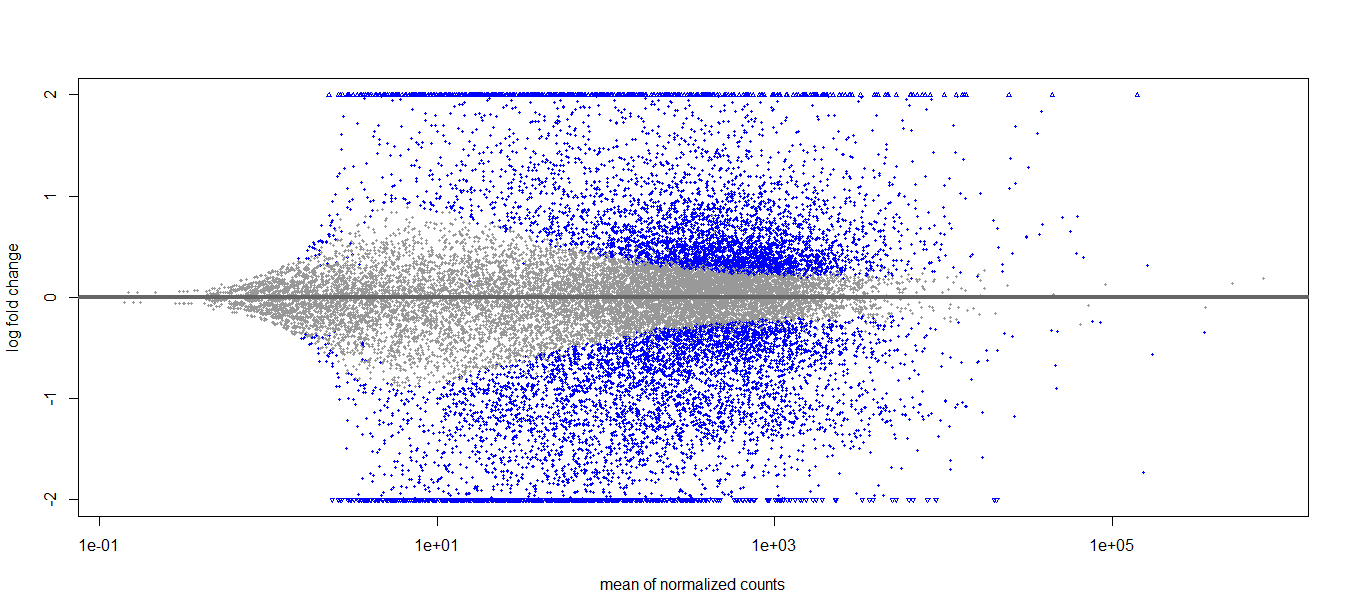 log fold change
2
1
0
-1
-2
1e-01
1e+01
1e+03
1e+05
mean of normalized counts